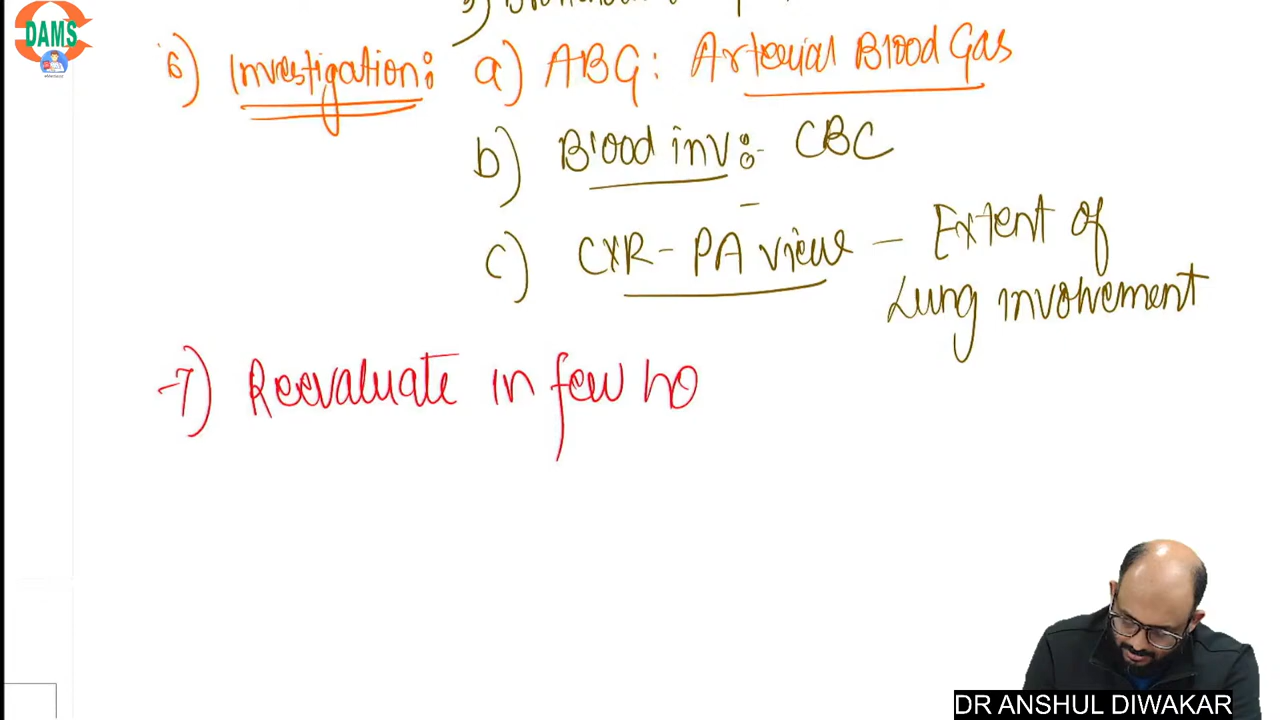 DAMS
6) Investigation: a) ABG: Arterial Blood Gas
b) Blood inv:- CBC
c) CXR - PA view - Extent of
Lung involvement
7) Reevaluate in few ho
DR ANSHUL DIWAKAR